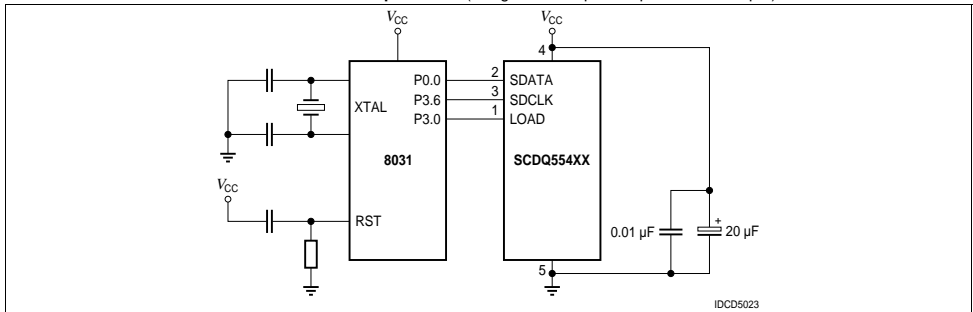 V_CC
V_CC
4
P0.0
2
SDATA
P3.6
3
SDCLK
XTAL
P3.0
1
LOAD
8031
SCDQ554XX
V_CC
RST
0.01 µF
+
20 µF
5
IDCD5023